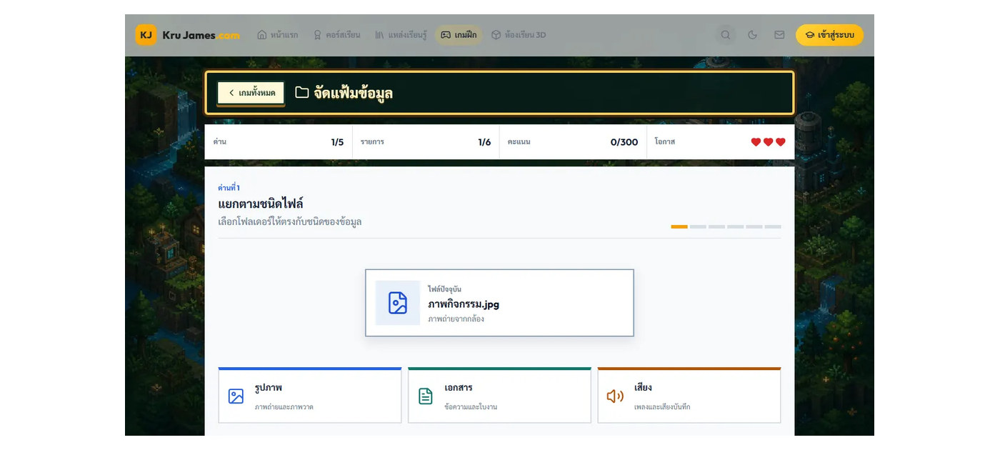 KJ Kru James.com หน้าแรก คอร์สเรียน แหล่งเรียนรู้ เกมฝึก ห้องเรียน 3D เข้าสู่ระบบ
เกมทั้งหมด จัดแฟ้มข้อมูล
ด่าน 1/5 รายการ 1/6 คะแนน 0/300 โอกาส
ด่านที่ 1
แยกตามชนิดไฟล์
เลือกโฟลเดอร์ให้ตรงกับชนิดของข้อมูล
ไฟล์ปัจจุบัน
ภาพกิจกรรม.jpg
ภาพถ่ายจากกล้อง
รูปภาพ เอกสาร เสียง
ภาพถ่ายและภาพวาด ข้อความและใบงาน เพลงและเสียงบันทึก